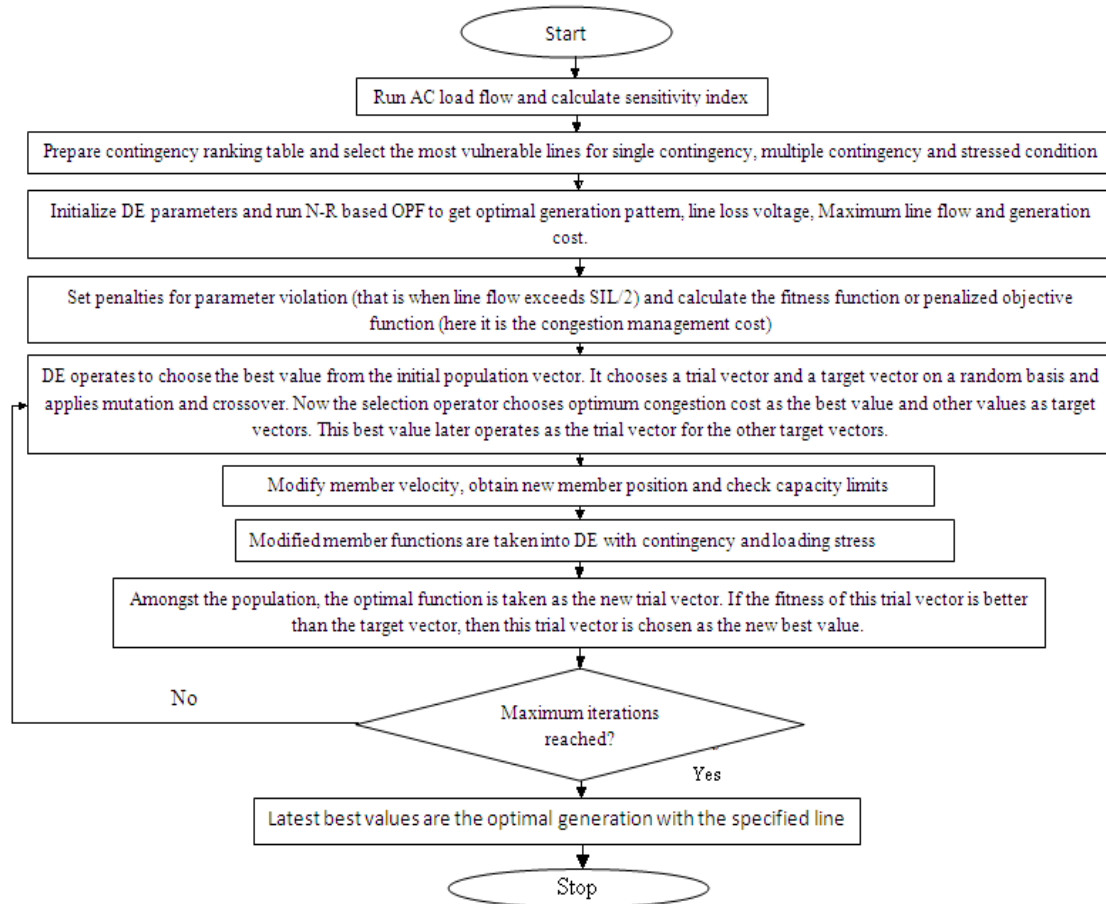 Start
Run AC load flow and calculate sensitivity index
Prepare contingency ranking table and select the most vulnerable lines for single contingency, multiple contingency and stressed condition
Initialize DE parameters and run N-R based OPF to get optimal generation pattern, line loss voltage, Maximum line flow and generation
cost.
Set penalties for parameter violation (that is when line flow exceeds SIL/2) and calculate the fitness function or penalized objective
function (here it is the congestion management cost)
DE operates to choose the best value from the initial population vector. It chooses a trial vector and a target vector on a random basis and
applies mutation and crossover. Now the selection operator chooses optimum congestion cost as the best value and other values as target
vectors. This best value later operates as the trial vector for the other target vectors.
Modify member velocity, obtain new member position and check capacity limits
Modified member functions are taken into DE with contingency and loading stress
Amongst the population, the optimal function is taken as the new trial vector. If the fitness of this trial vector is better
than the target vector, then this trial vector is chosen as the new best value.
No
Maximum iterations
reached?
Yes
Latest best values are the optimal generation with the specified line
Stop